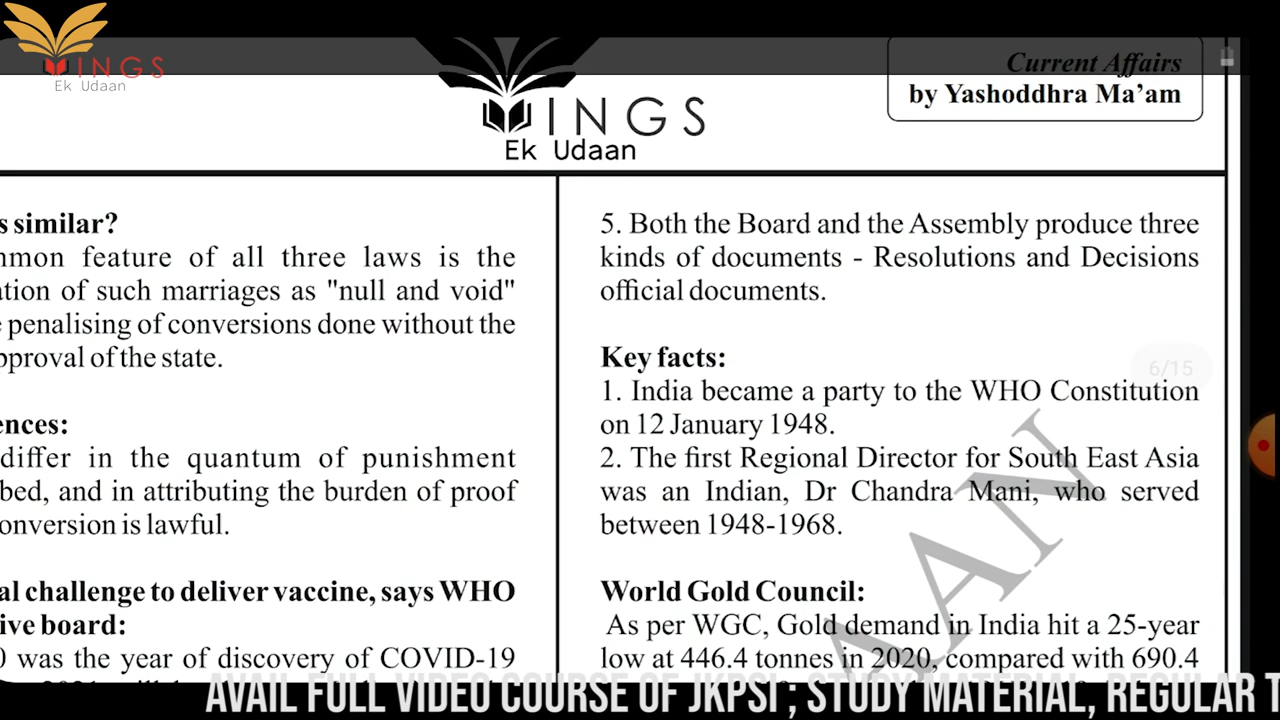 WINGS
Ek Udaan
WINGS
Ek Udaan
Current Affairs
by Yashoddhra Ma’am
s similar?
mmon feature of all three laws is the
ation of such marriages as "null and void"
e penalising of conversions done without the
pproval of the state.
ences:
differ in the quantum of punishment
bed, and in attributing the burden of proof
onversion is lawful.
al challenge to deliver vaccine, says WHO
ive board:
0 was the year of discovery of COVID-19
5. Both the Board and the Assembly produce three
kinds of documents - Resolutions and Decisions
official documents.
Key facts:
1. India became a party to the WHO Constitution
on 12 January 1948.
2. The first Regional Director for South East Asia
was an Indian, Dr Chandra Mani, who served
between 1948-1968.
World Gold Council:
As per WGC, Gold demand in India hit a 25-year
low at 446.4 tonnes in 2020, compared with 690.4
6/15
AAN
AVAIL FULL VIDEO COURSE OF JKPSI ; STUDY MATERIAL, REGULAR T